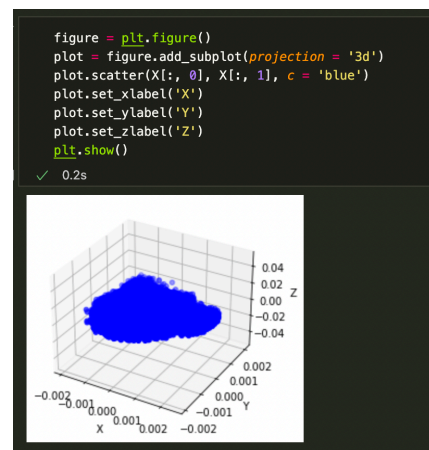 figure = plt.figure()
plot = figure.add_subplot(projection = '3d')
plot.scatter(X[:, 0], X[:, 1], c = 'blue')
plot.set_xlabel('X')
plot.set_ylabel('Y')
plot.set_zlabel('Z')
plt.show()
0.2s
0.04
0.02
0.00
-0.02
-0.04
Z
0.002
0.001
0.000
-0.001
-0.002
Y
-0.002
-0.001
0.000
0.001
0.002
X